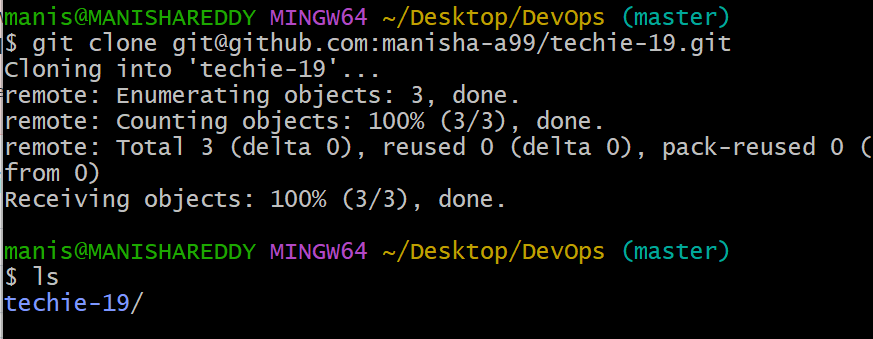 manis@MANISHAREDDY MINGW64 ~/Desktop/DevOps (master)
$ git clone git@github.com:manisha-a99/techie-19.git
Cloning into 'techie-19'...
remote: Enumerating objects: 3, done.
remote: Counting objects: 100% (3/3), done.
remote: Total 3 (delta 0), reused 0 (delta 0), pack-reused 0 (
from 0)
Receiving objects: 100% (3/3), done.
manis@MANISHAREDDY MINGW64 ~/Desktop/DevOps (master)
$ ls
techie-19/